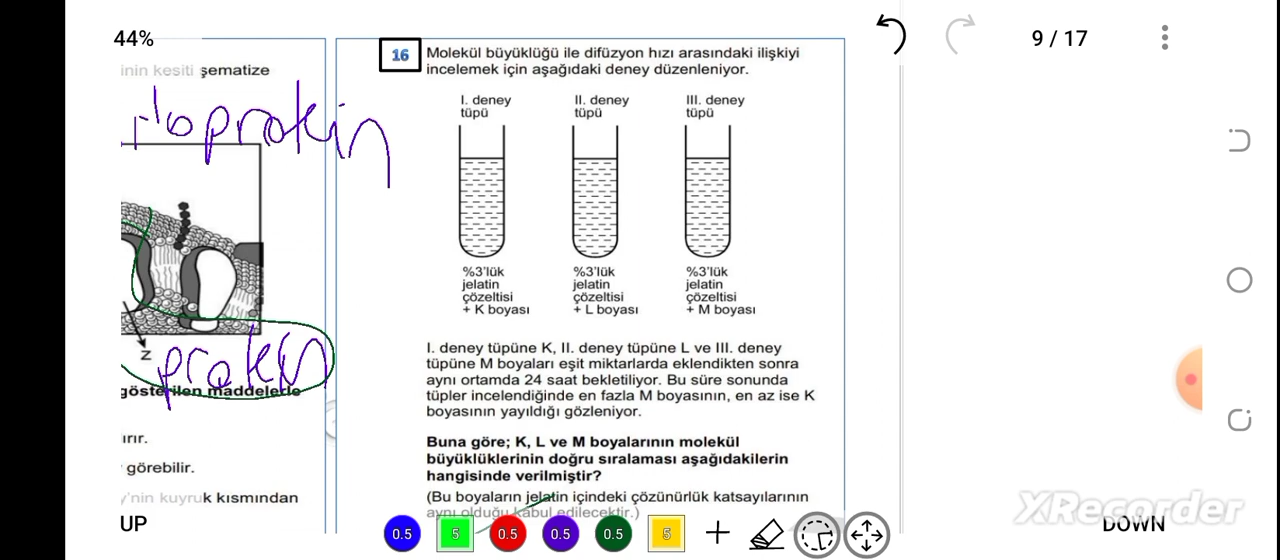 44%
9 / 17
inin kesiti şematize
protein
Z
protein
gösterilen maddelerle
ırır.
görebilir.
y'nin kuyruk kısmından
UP
16
Molekül büyüklüğü ile difüzyon hızı arasındaki ilişkiyi
incelemek için aşağıdaki deney düzenleniyor.
I. deney
tüpü
II. deney
tüpü
III. deney
tüpü
%3'lük
jelatin
çözeltisi
+ K boyası
%3'lük
jelatin
çözeltisi
+ L boyası
%3'lük
jelatin
çözeltisi
+ M boyası
I. deney tüpüne K, II. deney tüpüne L ve III. deney
tüpüne M boyaları eşit miktarlarda eklendikten sonra
aynı ortamda 24 saat bekletiliyor. Bu süre sonunda
tüpler incelendiğinde en fazla M boyasının, en az ise K
boyasının yayıldığı gözleniyor.
Buna göre; K, L ve M boyalarının molekül
büyüklüklerinin doğru sıralaması aşağıdakilerin
hangisinde verilmiştir?
(Bu boyaların jelatin içindeki çözünürlük katsayılarının
aynı olduğu kabul edilecektir.)
0.5
5
0.5
0.5
0.5
5
XRecorder
DOWN